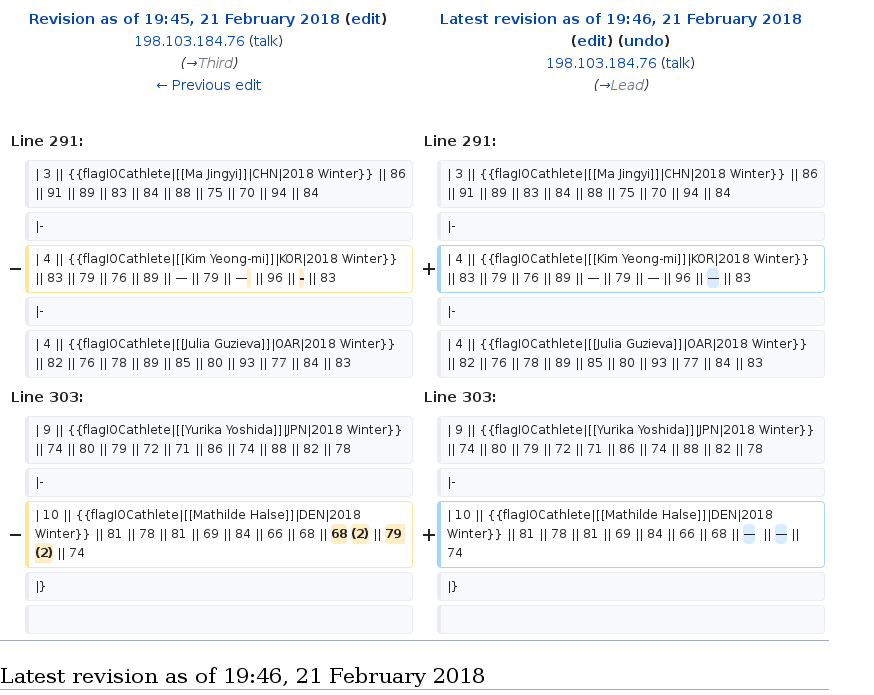 Revision as of 19:45, 21 February 2018 (edit)
198.103.184.76 (talk)
(→Third)
← Previous edit
Latest revision as of 19:46, 21 February 2018
(edit) (undo)
198.103.184.76 (talk)
(→Lead)
Line 291:
Line 291:
| 3 || {{flagIOCathlete|[[Ma Jingyi]]|CHN|2018 Winter}} || 86
|| 91 || 89 || 83 || 84 || 88 || 75 || 70 || 94 || 84
| 3 || {{flagIOCathlete|[[Ma Jingyi]]|CHN|2018 Winter}} || 86
|| 91 || 89 || 83 || 84 || 88 || 75 || 70 || 94 || 84
|-
|-
− | 4 || {{flagIOCathlete|[[Kim Yeong-mi]]|KOR|2018 Winter}}
|| 83 || 79 || 76 || 89 || — || 79 || — || 96 || - || 83
+ | 4 || {{flagIOCathlete|[[Kim Yeong-mi]]|KOR|2018 Winter}}
|| 83 || 79 || 76 || 89 || — || 79 || — || 96 || — || 83
|-
|-
| 4 || {{flagIOCathlete|[[Julia Guzieva]]|OAR|2018 Winter}}
|| 82 || 76 || 78 || 89 || 85 || 80 || 93 || 77 || 84 || 83
| 4 || {{flagIOCathlete|[[Julia Guzieva]]|OAR|2018 Winter}}
|| 82 || 76 || 78 || 89 || 85 || 80 || 93 || 77 || 84 || 83
Line 303:
Line 303:
| 9 || {{flagIOCathlete|[[Yurika Yoshida]]|JPN|2018 Winter}}
|| 74 || 80 || 79 || 72 || 71 || 86 || 74 || 88 || 82 || 78
| 9 || {{flagIOCathlete|[[Yurika Yoshida]]|JPN|2018 Winter}}
|| 74 || 80 || 79 || 72 || 71 || 86 || 74 || 88 || 82 || 78
|-
|-
− | 10 || {{flagIOCathlete|[[Mathilde Halse]]|DEN|2018
Winter}} || 81 || 78 || 81 || 69 || 84 || 66 || 68 || 68 (2) || 79
(2) || 74
+ | 10 || {{flagIOCathlete|[[Mathilde Halse]]|DEN|2018
Winter}} || 81 || 78 || 81 || 69 || 84 || 66 || 68 || — || — ||
74
|}
|}
Latest revision as of 19:46, 21 February 2018